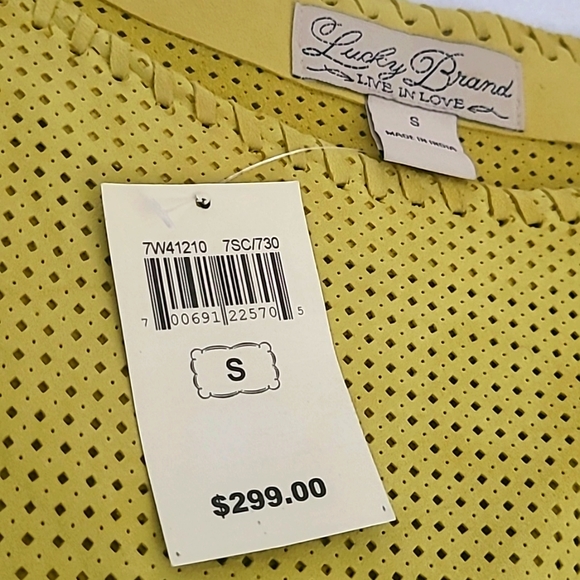 Lucky Brand
LIVE IN LOVE
S
MADE IN INDIA
7W41210 7SC/730
7 00691 22570 5
S
$299.00